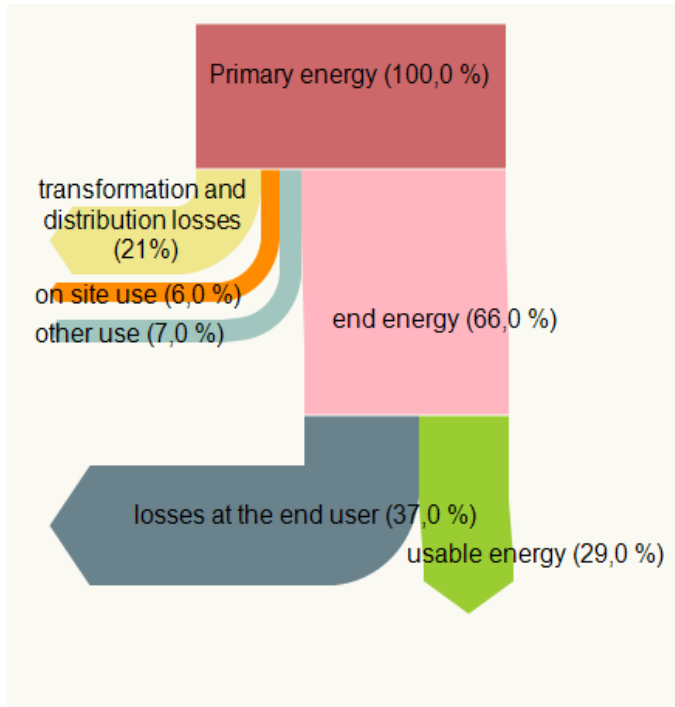 Primary energy (100,0 %)
transformation and
distribution losses
(21%)
on site use (6,0 %)
other use (7,0 %)
end energy (66,0 %)
losses at the end user (37,0 %)
usable energy (29,0 %)